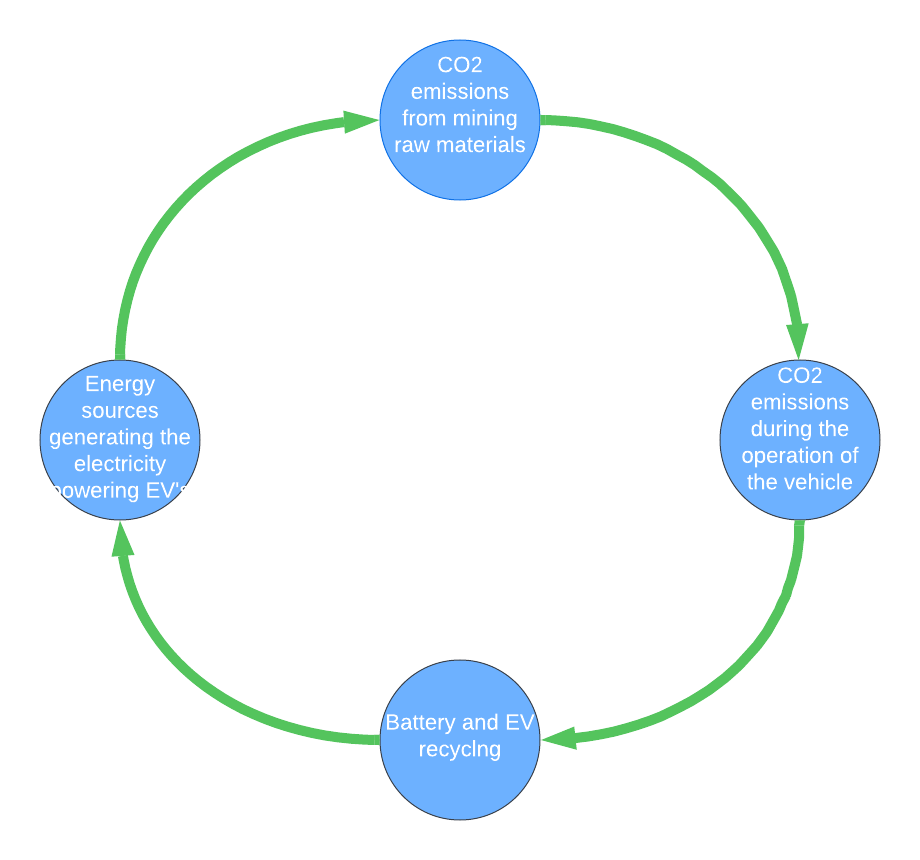 CO2
emissions
from mining
raw materials
CO2
emissions
during the
operation of
the vehicle
Battery and EV
recyclng
Energy
sources
generating the
electricity
powering EV's